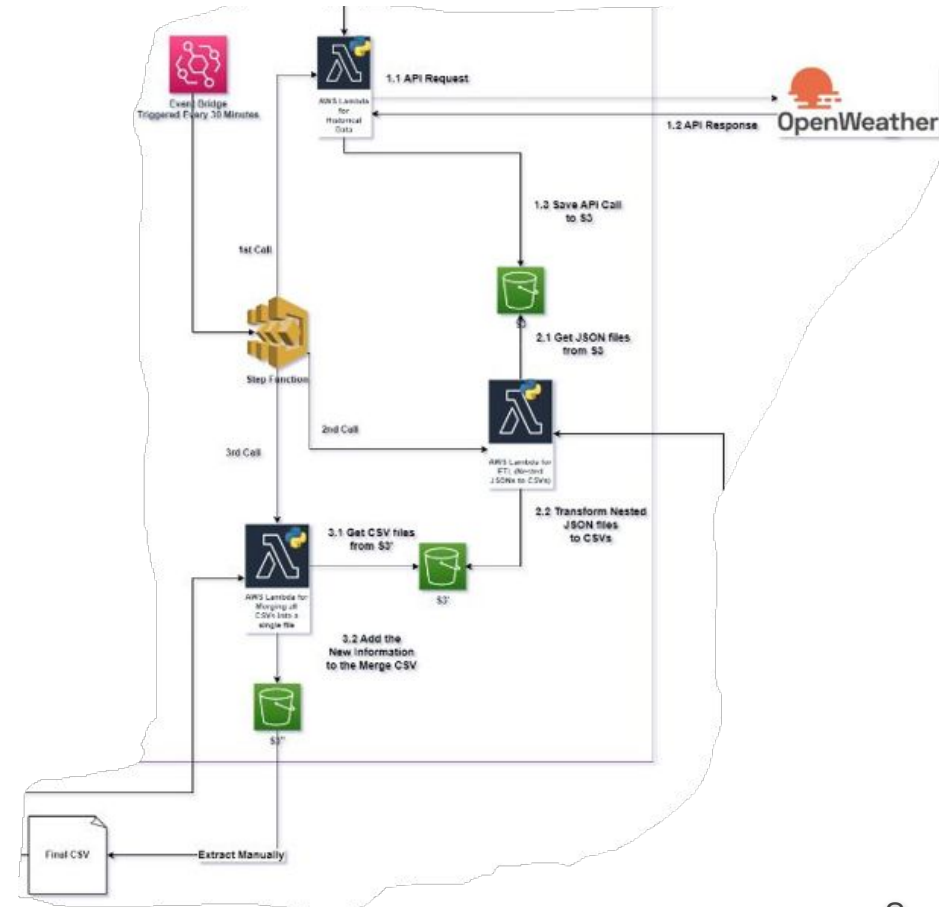 Event Bridge
Triggered Every 30 Minutes
AWS Lambda
for
Historical
Data
1.1 API Request
1.2 API Response
OpenWeather
1.3 Save API Call
to S3
1st Call
S3
2.1 Get JSON files
from S3
Step Function
2nd Call
3rd Call
AWS Lambda for
ETL (Nested
JSONs to CSVs)
2.2 Transform Nested
JSON files
to CSVs
3.1 Get CSV files
from S3'
S3'
AWS Lambda for
Merging all
CSVs into a
single file
3.2 Add the
New Information
to the Merge CSV
S3''
Final CSV
Extract Manually